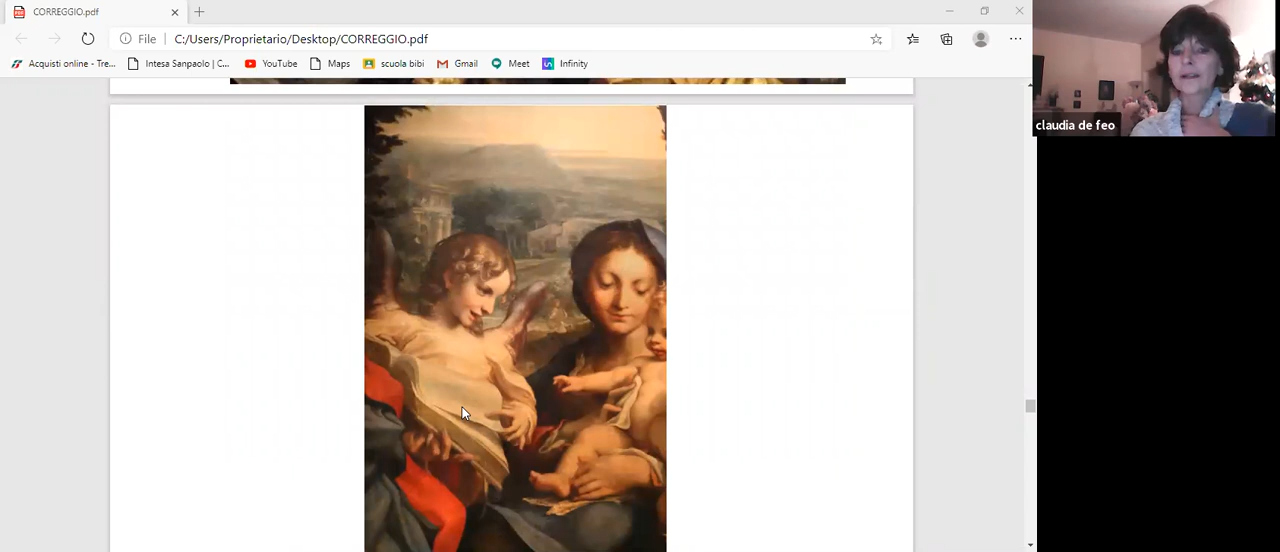 CORREGGIO.pdf
File C:/Users/Proprietario/Desktop/CORREGGIO.pdf
Acquisti online - Tre... Intesa Sanpaolo | C... YouTube Maps scuola bibi Gmail Meet Infinity
claudia de feo